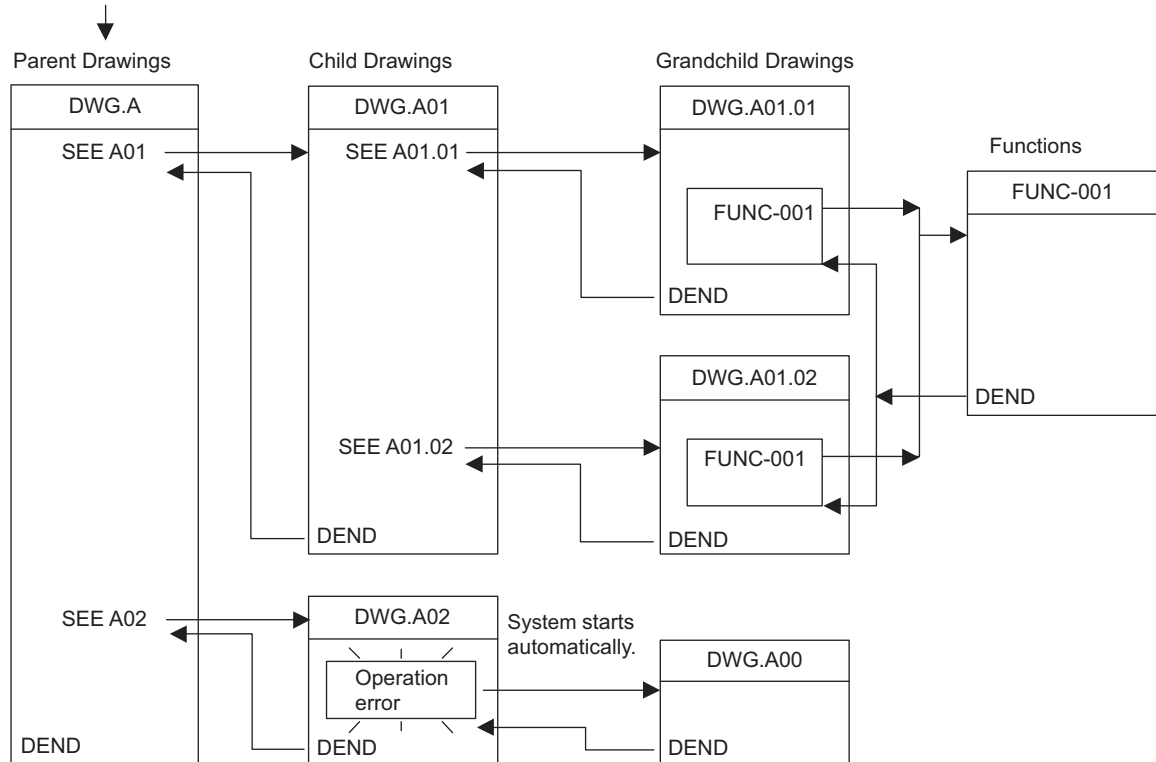 Parent Drawings
Child Drawings
Grandchild Drawings
DWG.A
SEE A01
SEE A02
DEND
DWG.A01
SEE A01.01
SEE A01.02
DEND
DWG.A01.01
FUNC-001
DEND
Functions
FUNC-001
DEND
DWG.A01.02
FUNC-001
DEND
DWG.A02
Operation
error
DEND
System starts
automatically.
DWG.A00
DEND